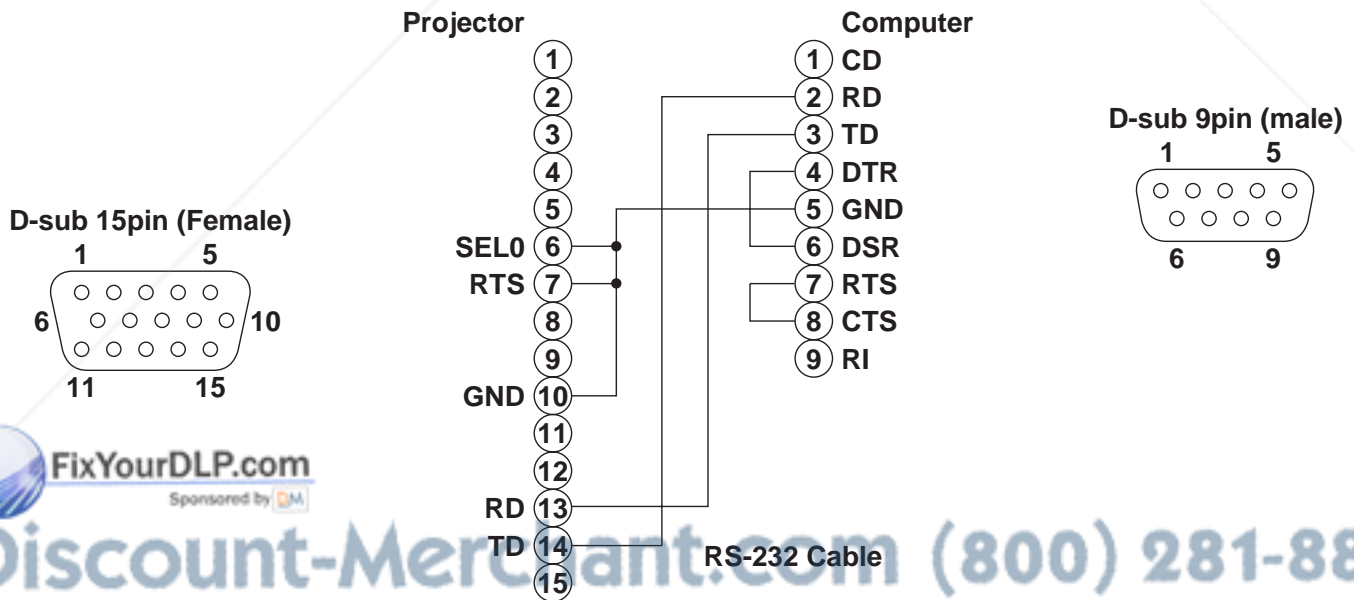 Projector
1
2
3
4
5
SEL0 6
RTS 7
8
9
GND 10
11
12
RD 13
TD 14
15
Computer
1 CD
2 RD
3 TD
4 DTR
5 GND
6 DSR
7 RTS
8 CTS
9 RI
D-sub 9pin (male)
1 5
6 9
D-sub 15pin (Female)
1 5
6 10
11 15
RS-232 Cable
FixYourDLP.com
Sponsored by DM
Discount-Merchant.com (800) 281-88